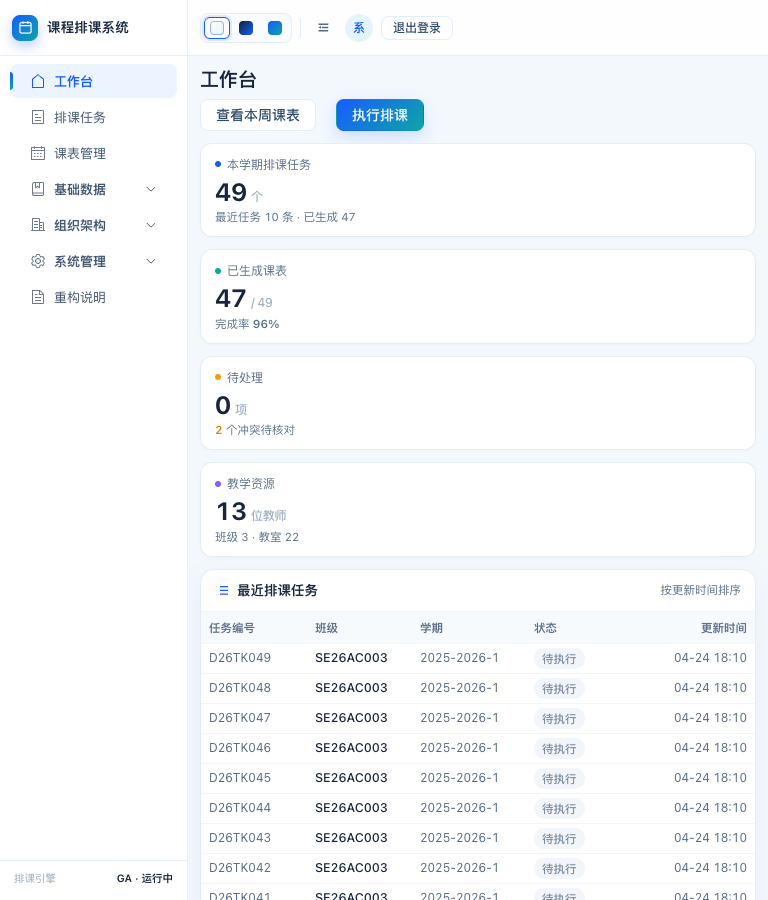 课程排课系统
系
退出登录
工作台
排课任务
课表管理
基础数据
组织架构
系统管理
重构说明
排课引擎
GA · 运行中
工作台
查看本周课表
执行排课
本学期排课任务
49 个
最近任务 10 条 · 已生成 47
已生成课表
47 / 49
完成率 96%
待处理
0 项
2 个冲突待核对
教学资源
13 位教师
班级 3 · 教室 22
最近排课任务
按更新时间排序
任务编号 班级 学期 状态 更新时间
D26TK049 SE26AC003 2025-2026-1 待执行 04-24 18:10
D26TK048 SE26AC003 2025-2026-1 待执行 04-24 18:10
D26TK047 SE26AC003 2025-2026-1 待执行 04-24 18:10
D26TK046 SE26AC003 2025-2026-1 待执行 04-24 18:10
D26TK045 SE26AC003 2025-2026-1 待执行 04-24 18:10
D26TK044 SE26AC003 2025-2026-1 待执行 04-24 18:10
D26TK043 SE26AC003 2025-2026-1 待执行 04-24 18:10
D26TK042 SE26AC003 2025-2026-1 待执行 04-24 18:10
D26TK041 SE26AC003 2025-2026-1 待执行 04-24 18:10